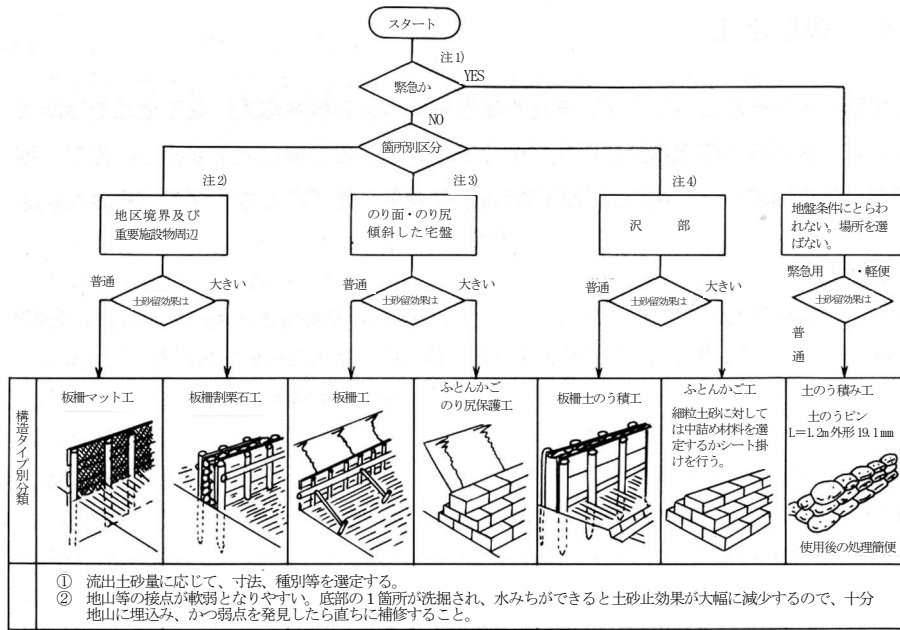 スタート
注1)
緊急か
YES
NO
箇所別区分
注2)
注3)
注4)
地区境界及び
重要施設物周辺
のり面・のり尻
傾斜した宅盤
沢 部
地盤条件にとらわ
れない。場所を選
ばない。
普通
大きい
土砂留効果は
普通
大きい
土砂留効果は
普通
大きい
土砂留効果は
緊急用 ・軽便
土砂留効果は
普
通
構造タイプ別分類
板柵マット工
板柵割栗石工
板柵工
ふとんかご
のり尻保護工
板柵土のう積工
ふとんかご工
細粒土砂に対して
は中詰め材料を選
定するかシート掛
けを行う。
土のう積み工
土のうピン
L=1.2m外形19.1mm
使用後の処理簡便
① 流出土砂量に応じて、寸法、種別等を選定する。
② 地山等の接点が軟弱となりやすい。底部の1箇所が洗掘され、水みちができると土砂止効果が大幅に減少するので、十分
地山に埋込み、かつ弱点を発見したら直ちに補修すること。